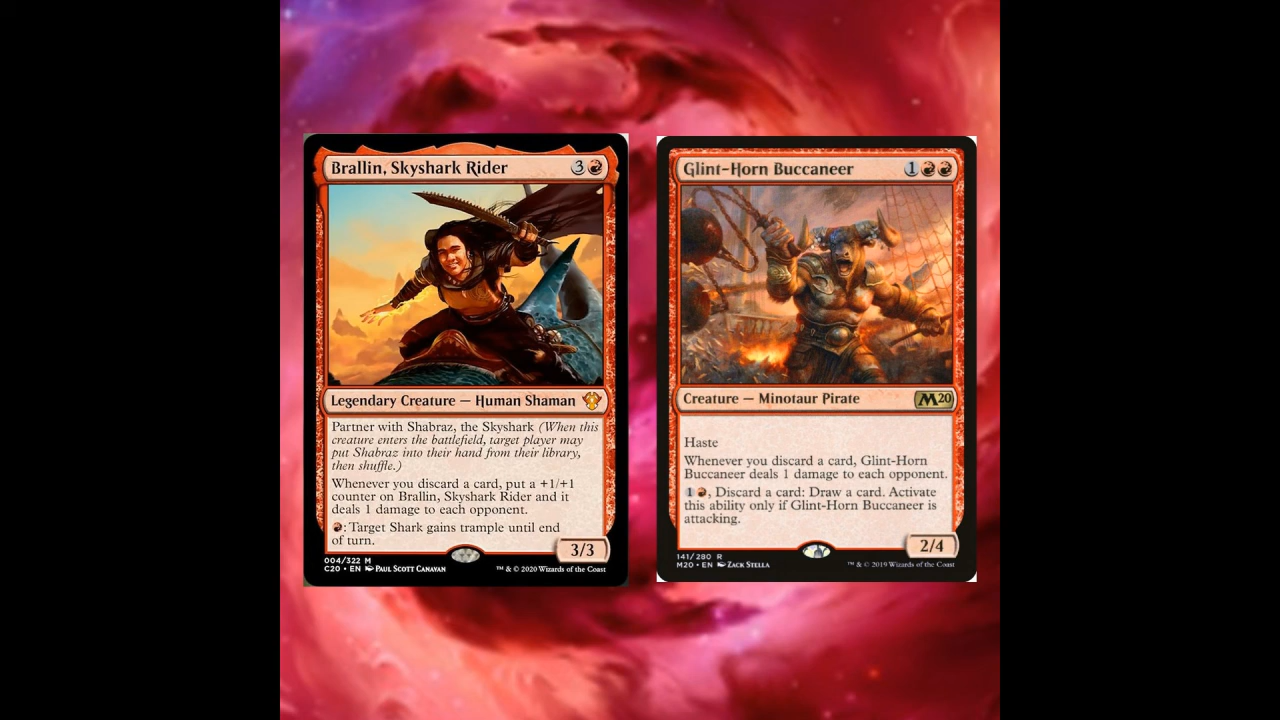 Brallin, Skyshark Rider 3
Legendary Creature — Human Shaman
Partner with Shabraz, the Skyshark (When this
creature enters the battlefield, target player may
put Shabraz into their hand from their library,
then shuffle.)
Whenever you discard a card, put a +1/+1
counter on Brallin, Skyshark Rider and it
deals 1 damage to each opponent.
: Target Shark gains trample until end
of turn.
3/3
004/322 M
C20 • EN Paul Scott Canavan
™ & © 2020 Wizards of the Coast
Glint-Horn Buccaneer 1
Creature — Minotaur Pirate
M20
Haste
Whenever you discard a card, Glint-Horn
Buccaneer deals 1 damage to each opponent.
1 , Discard a card: Draw a card. Activate
this ability only if Glint-Horn Buccaneer is
attacking.
2/4
141/280 R
M20 • EN Zack Stella
™ & © 2019 Wizards of the Coast